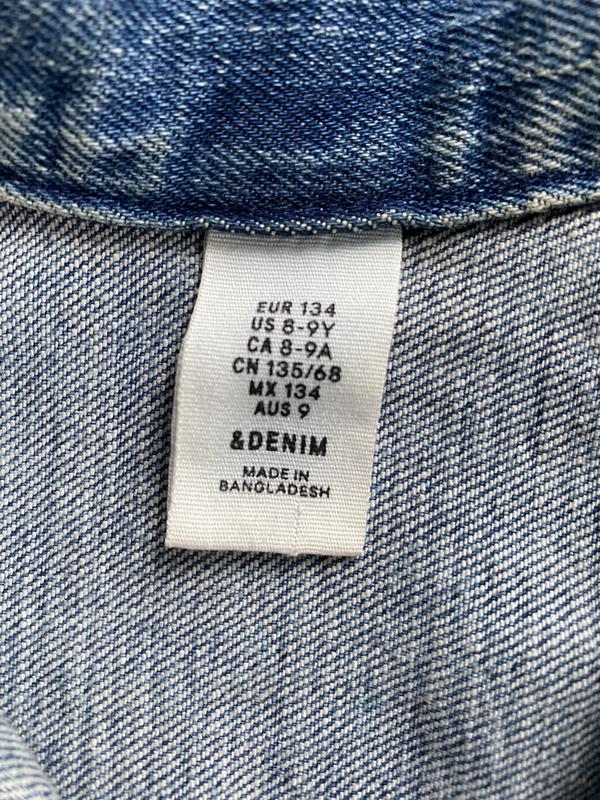 EUR 134
US 8-9Y
CA 8-9A
CN 135/68
MX 134
AUS 9
&DENIM
MADE IN
BANGLADESH